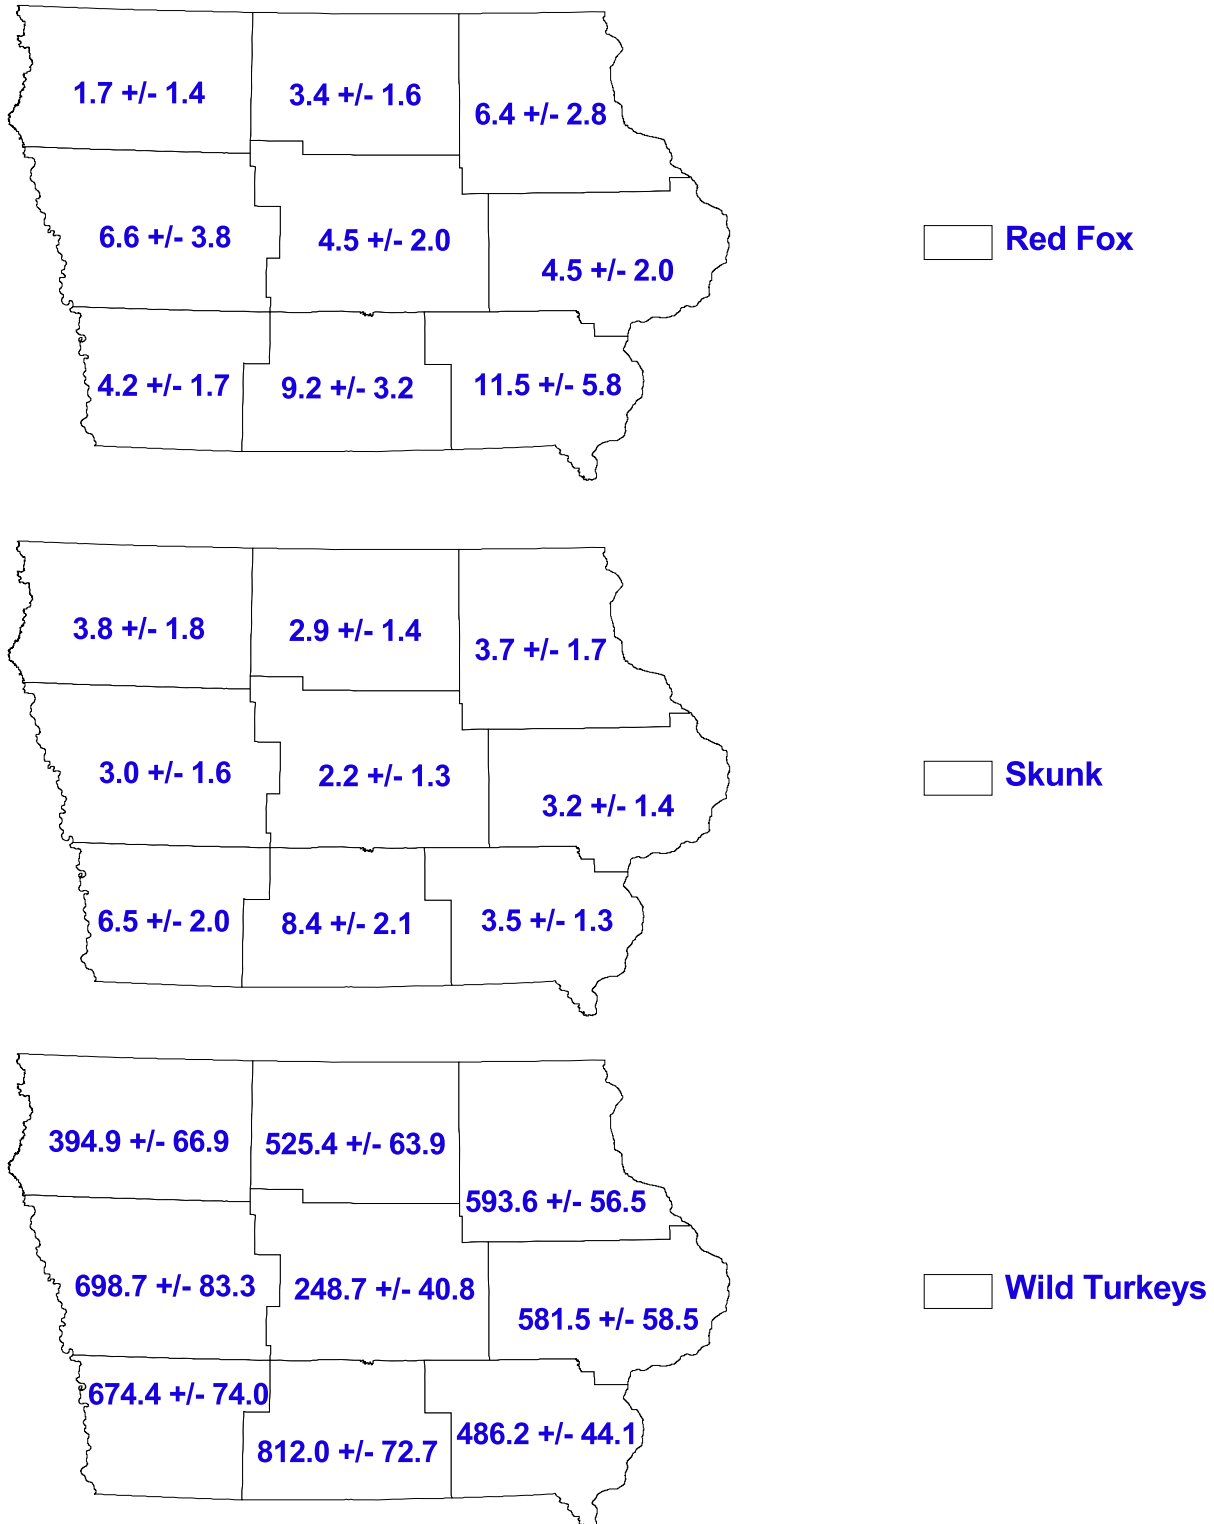 1.7 +/- 1.4
3.4 +/- 1.6
6.4 +/- 2.8
6.6 +/- 3.8
4.5 +/- 2.0
4.5 +/- 2.0
Red Fox
4.2 +/- 1.7
9.2 +/- 3.2
11.5 +/- 5.8
3.8 +/- 1.8
2.9 +/- 1.4
3.7 +/- 1.7
3.0 +/- 1.6
2.2 +/- 1.3
3.2 +/- 1.4
Skunk
6.5 +/- 2.0
8.4 +/- 2.1
3.5 +/- 1.3
394.9 +/- 66.9
525.4 +/- 63.9
593.6 +/- 56.5
698.7 +/- 83.3
248.7 +/- 40.8
581.5 +/- 58.5
Wild Turkeys
674.4 +/- 74.0
812.0 +/- 72.7
486.2 +/- 44.1